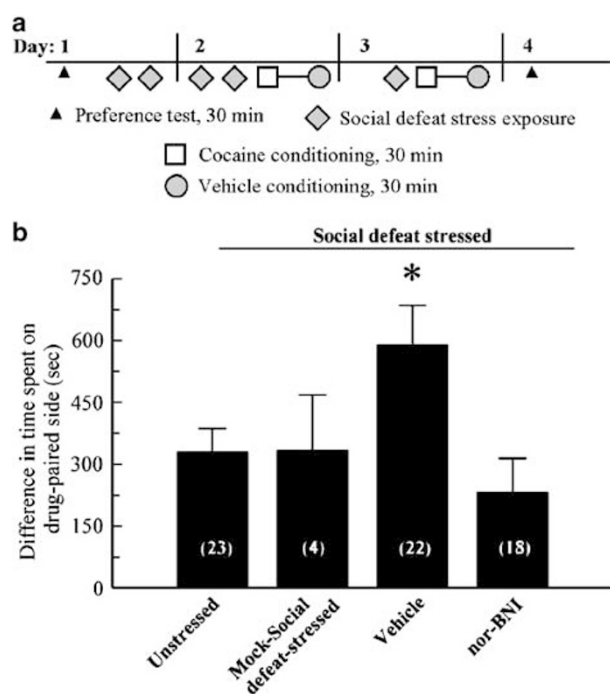 a
Day: 1 2 3 4
Preference test, 30 min
Social defeat stress exposure
Cocaine conditioning, 30 min
Vehicle conditioning, 30 min
b
Social defeat stressed
*
Difference in time spent on
drug-paired side (sec)
750
600
450
300
150
0
(23) (4) (22) (18)
Unstressed
Mock-Social
defeat-stressed
Vehicle
nor-BNI